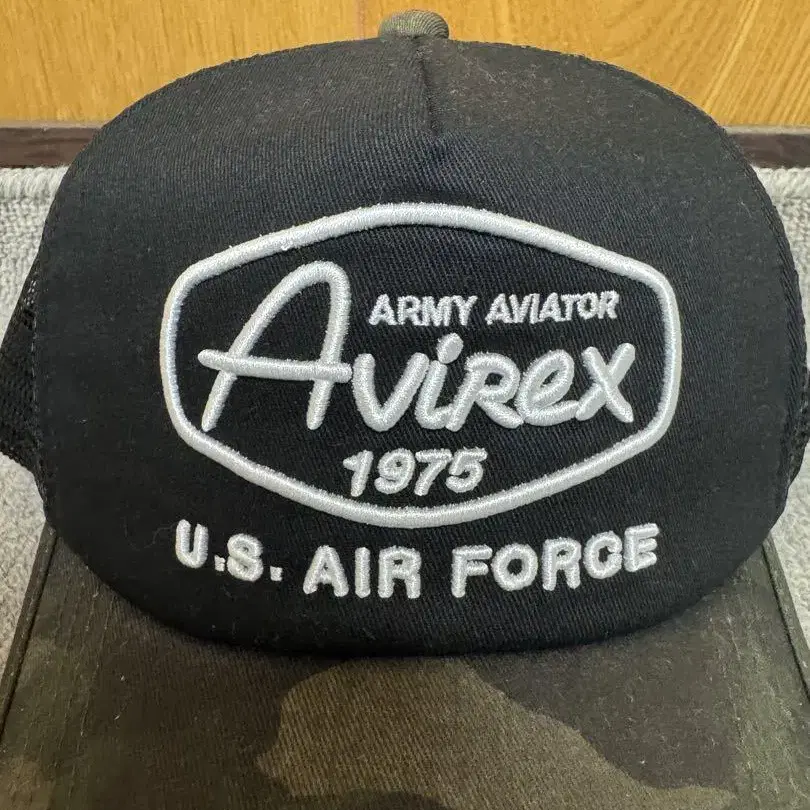 ARMY AVIATOR
Avirex
1975
U.S. AIR FORCE